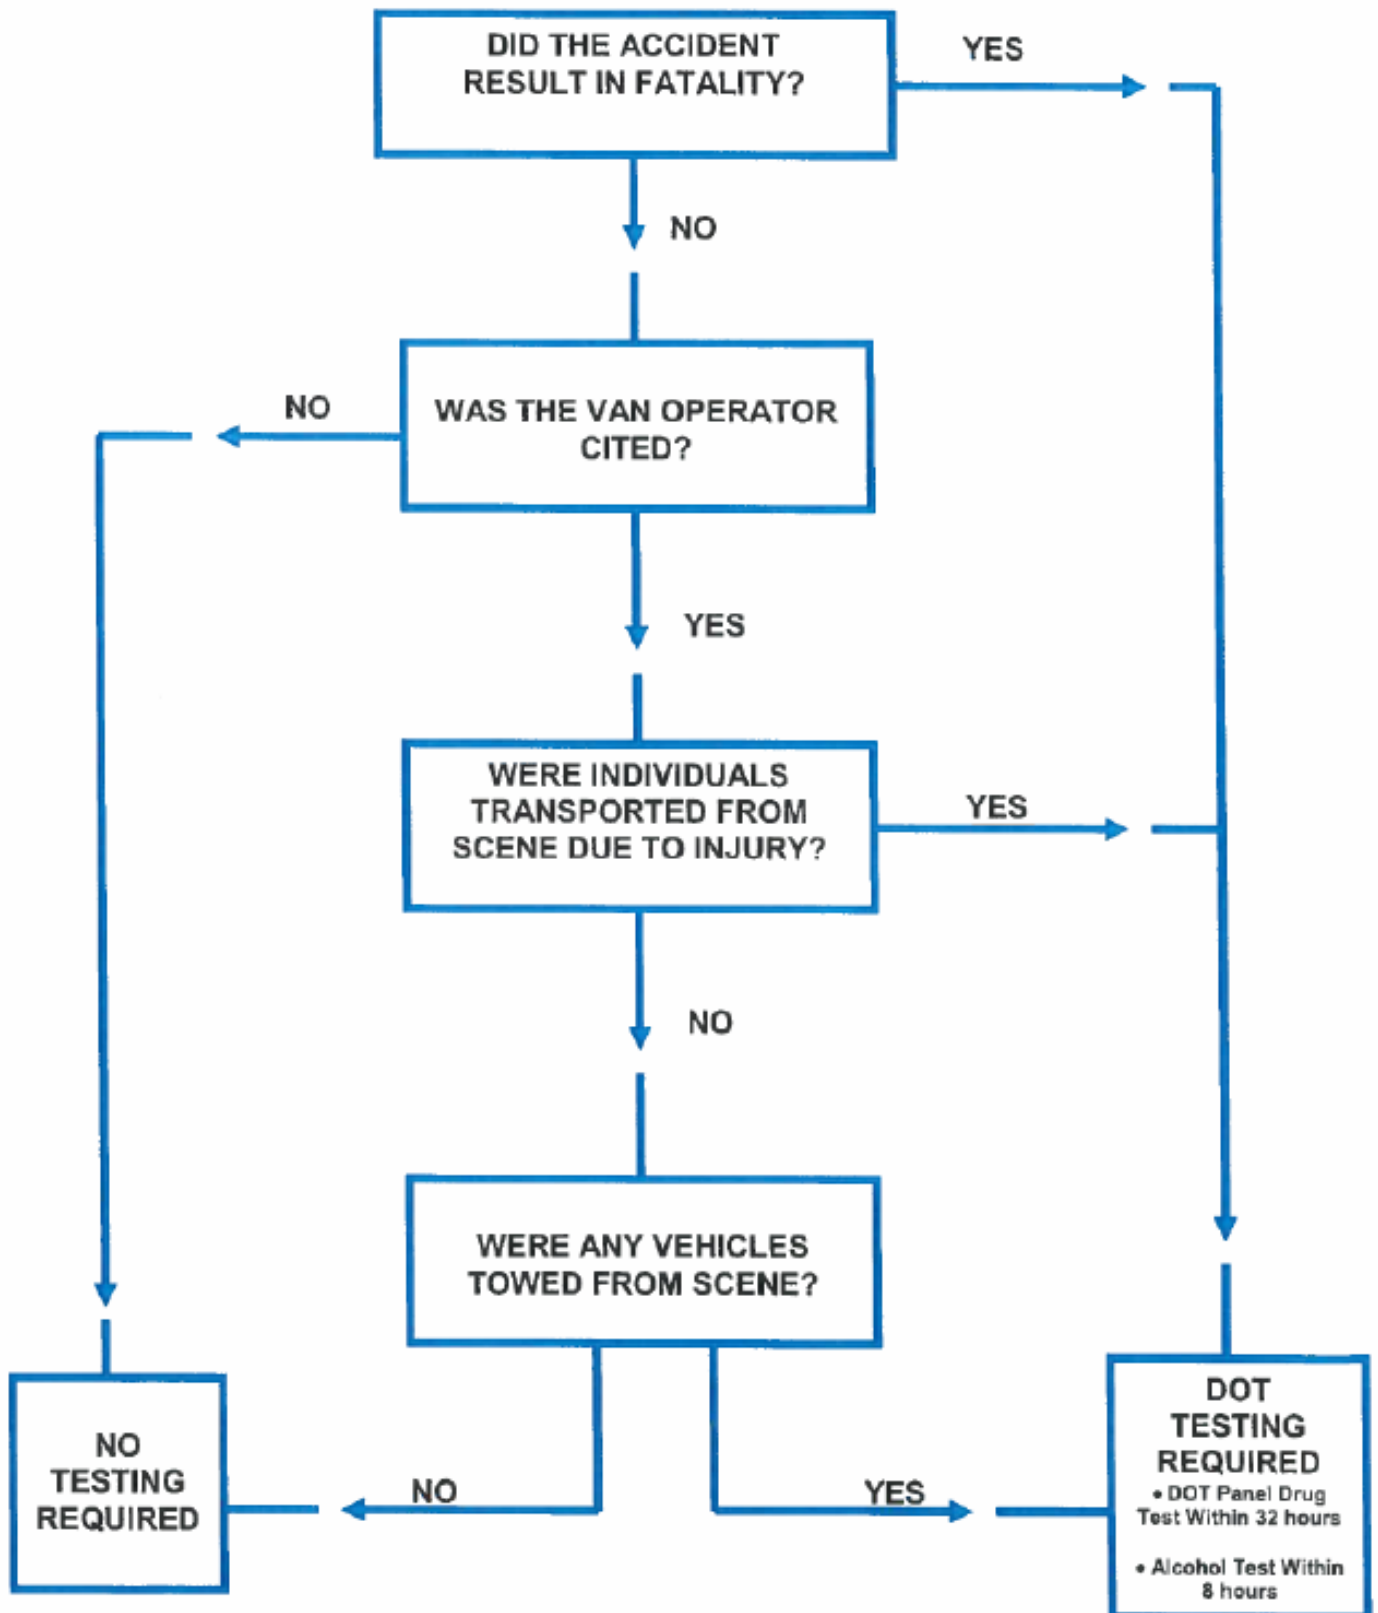 DID THE ACCIDENT
RESULT IN FATALITY?
YES
NO
WAS THE VAN OPERATOR
CITED?
NO
YES
WERE INDIVIDUALS
TRANSPORTED FROM
SCENE DUE TO INJURY?
YES
NO
WERE ANY VEHICLES
TOWED FROM SCENE?
NO
YES
NO
TESTING
REQUIRED
DOT
TESTING
REQUIRED
• DOT Panel Drug
Test Within 32 hours
• Alcohol Test Within
8 hours